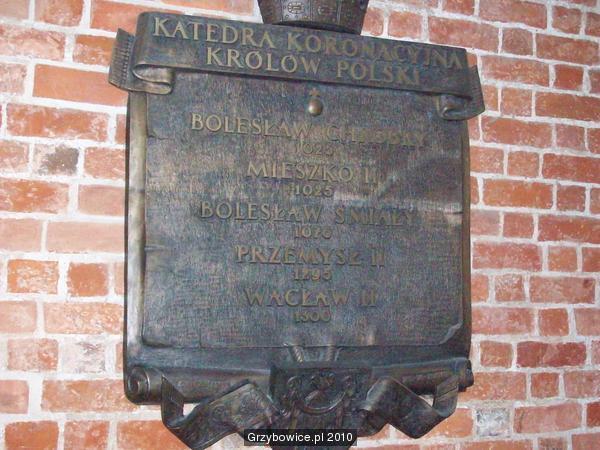 KATEDRA KORONACYJNA
KRÓLÓW POLSKI
BOLESŁAW CHROBRY
1025
MIESZKO II
1025
BOLESŁAW ŚMIAŁY
1076
PRZEMYSŁ II
1295
WACŁAW II
1300
Grzybowice.pl 2010